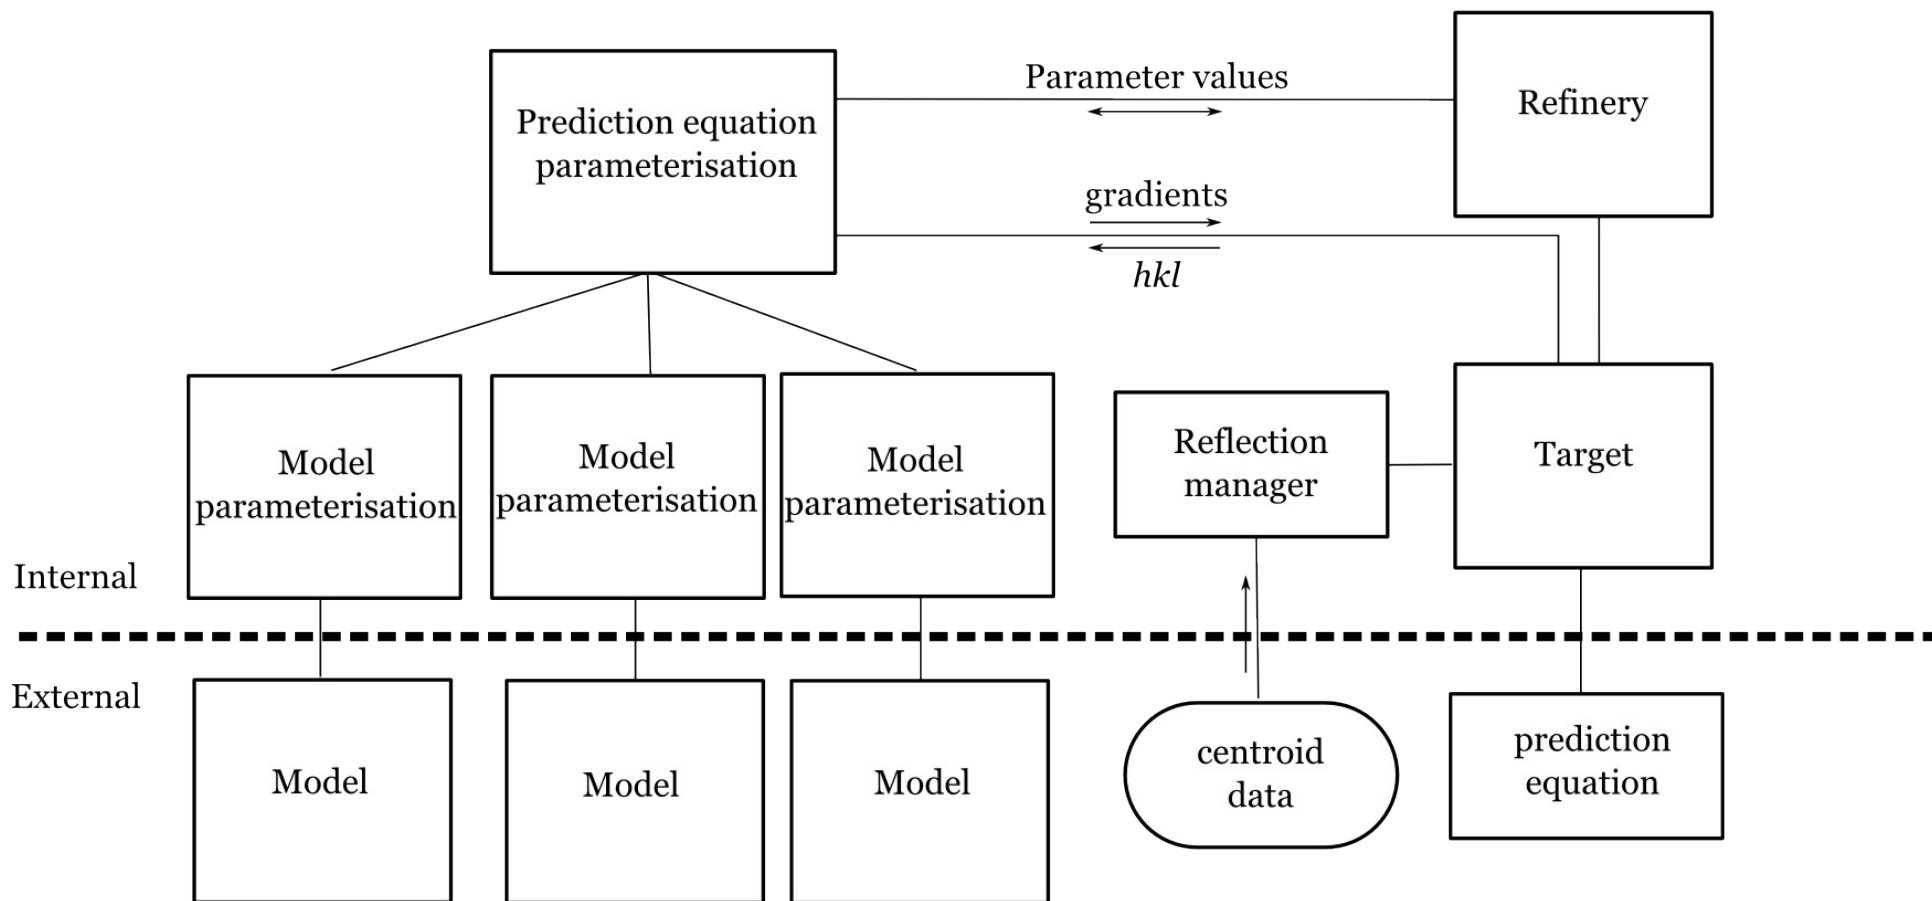 Parameter values
Refinery
Prediction equation
parameterisation
gradients
hkl
Model
parameterisation
Model
parameterisation
Model
parameterisation
Reflection
manager
Target
Internal
External
Model
Model
Model
centroid
data
prediction
equation